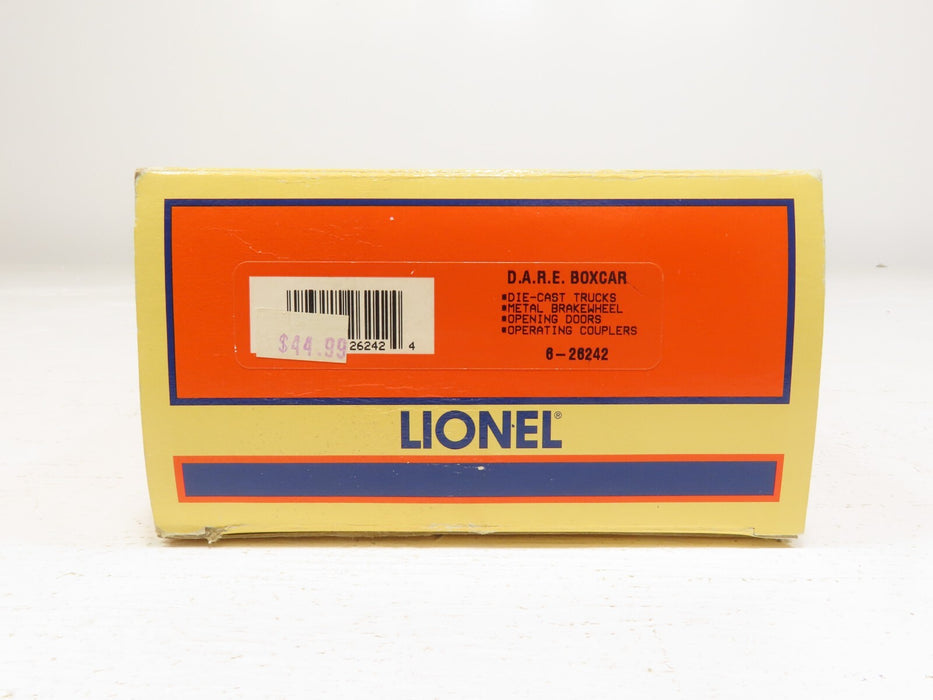 D.A.R.E. BOXCAR
▪DIE-CAST TRUCKS
▪METAL BRAKEWHEEL
▪OPENING DOORS
▪OPERATING COUPLERS
6-26242
$44.99
26242 4
LIONEL®